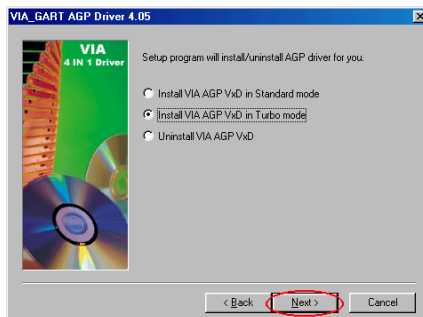 VIA_GART AGP Driver 4.05
VIA
4 IN 1 Driver
Setup program will install/uninstall AGP driver for you.
Install VIA AGP VxD in Standard mode
Install VIA AGP VxD in Turbo mode
Uninstall VIA AGP VxD
< Back
Next >
Cancel